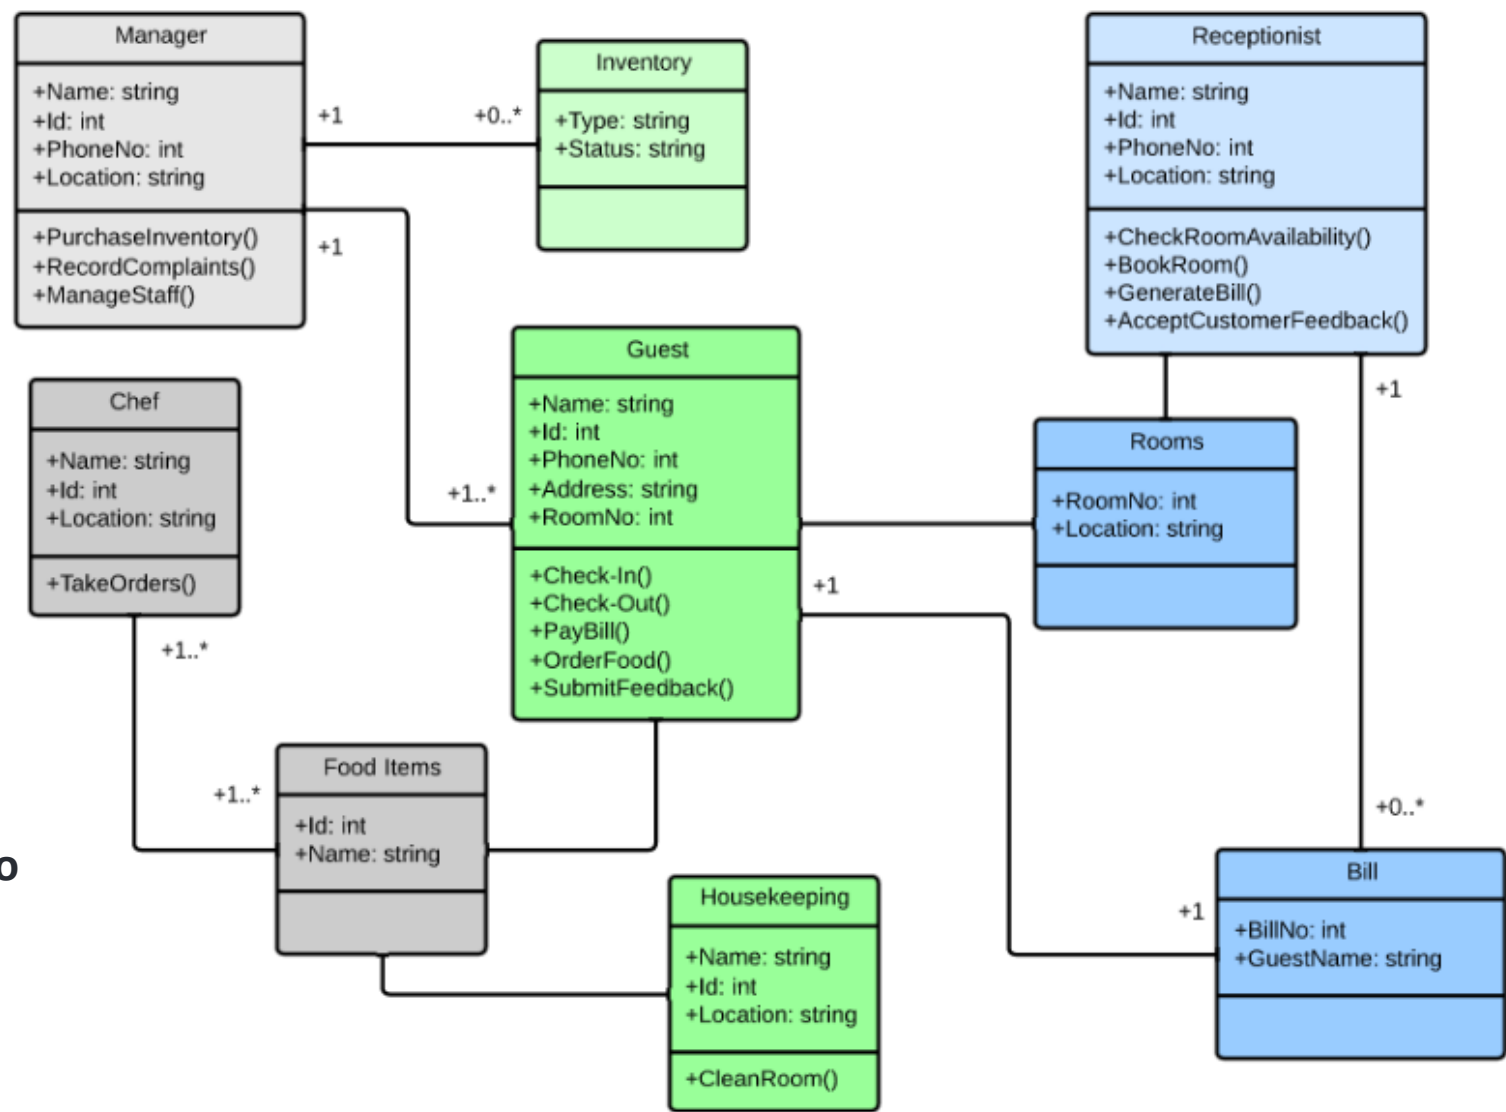 Manager
+Name: string
+Id: int
+PhoneNo: int
+Location: string
+PurchaseInventory()
+RecordComplaints()
+ManageStaff()
+1
+0..*
+1
Inventory
+Type: string
+Status: string
Receptionist
+Name: string
+Id: int
+PhoneNo: int
+Location: string
+CheckRoomAvailability()
+BookRoom()
+GenerateBill()
+AcceptCustomerFeedback()
+1
Chef
+Name: string
+Id: int
+Location: string
+TakeOrders()
+1..*
+1..*
Guest
+Name: string
+Id: int
+PhoneNo: int
+Address: string
+RoomNo: int
+Check-In()
+Check-Out()
+PayBill()
+OrderFood()
+SubmitFeedback()
+1
Rooms
+RoomNo: int
+Location: string
+1..*
Food Items
+Id: int
+Name: string
o
Housekeeping
+Name: string
+Id: int
+Location: string
+CleanRoom()
+0..*
+1
Bill
+BillNo: int
+GuestName: string